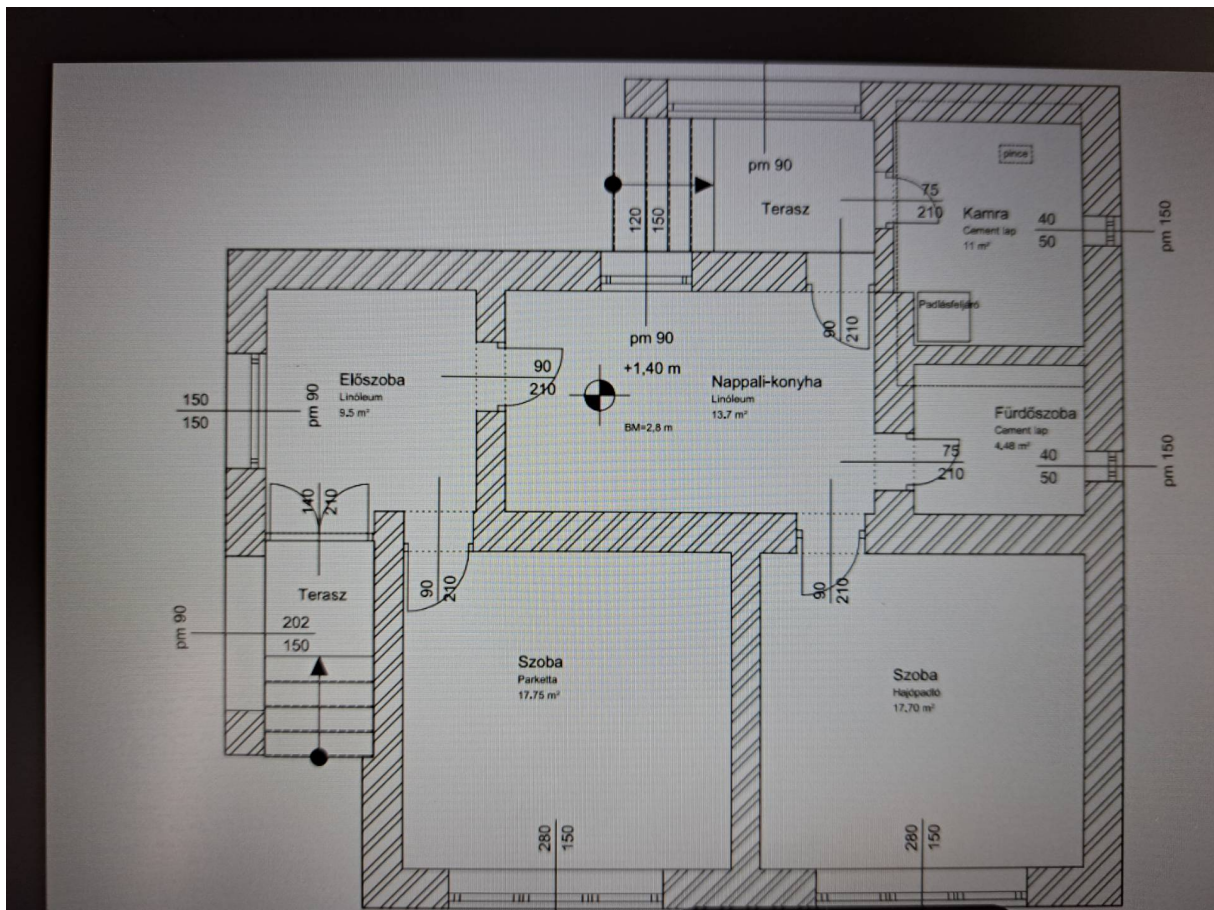 pince
pm 90
Terasz
120
150
75
210
Kamra
Cement lap
11 m²
40
50
pm 150
Padlásfeljáró
90
210
pm 90
+1,40 m
BM=2,8 m
Nappali-konyha
Linóleum
13.7 m²
Előszoba
Linóleum
9.5 m²
90
210
150
150
pm 90
Fürdőszoba
Cement lap
4,48 m²
40
50
pm 150
75
210
140
210
Terasz
202
150
pm 90
90
210
90
210
Szoba
Parketta
17.75 m²
Szoba
Hajópadló
17.70 m²
280
150
280
150